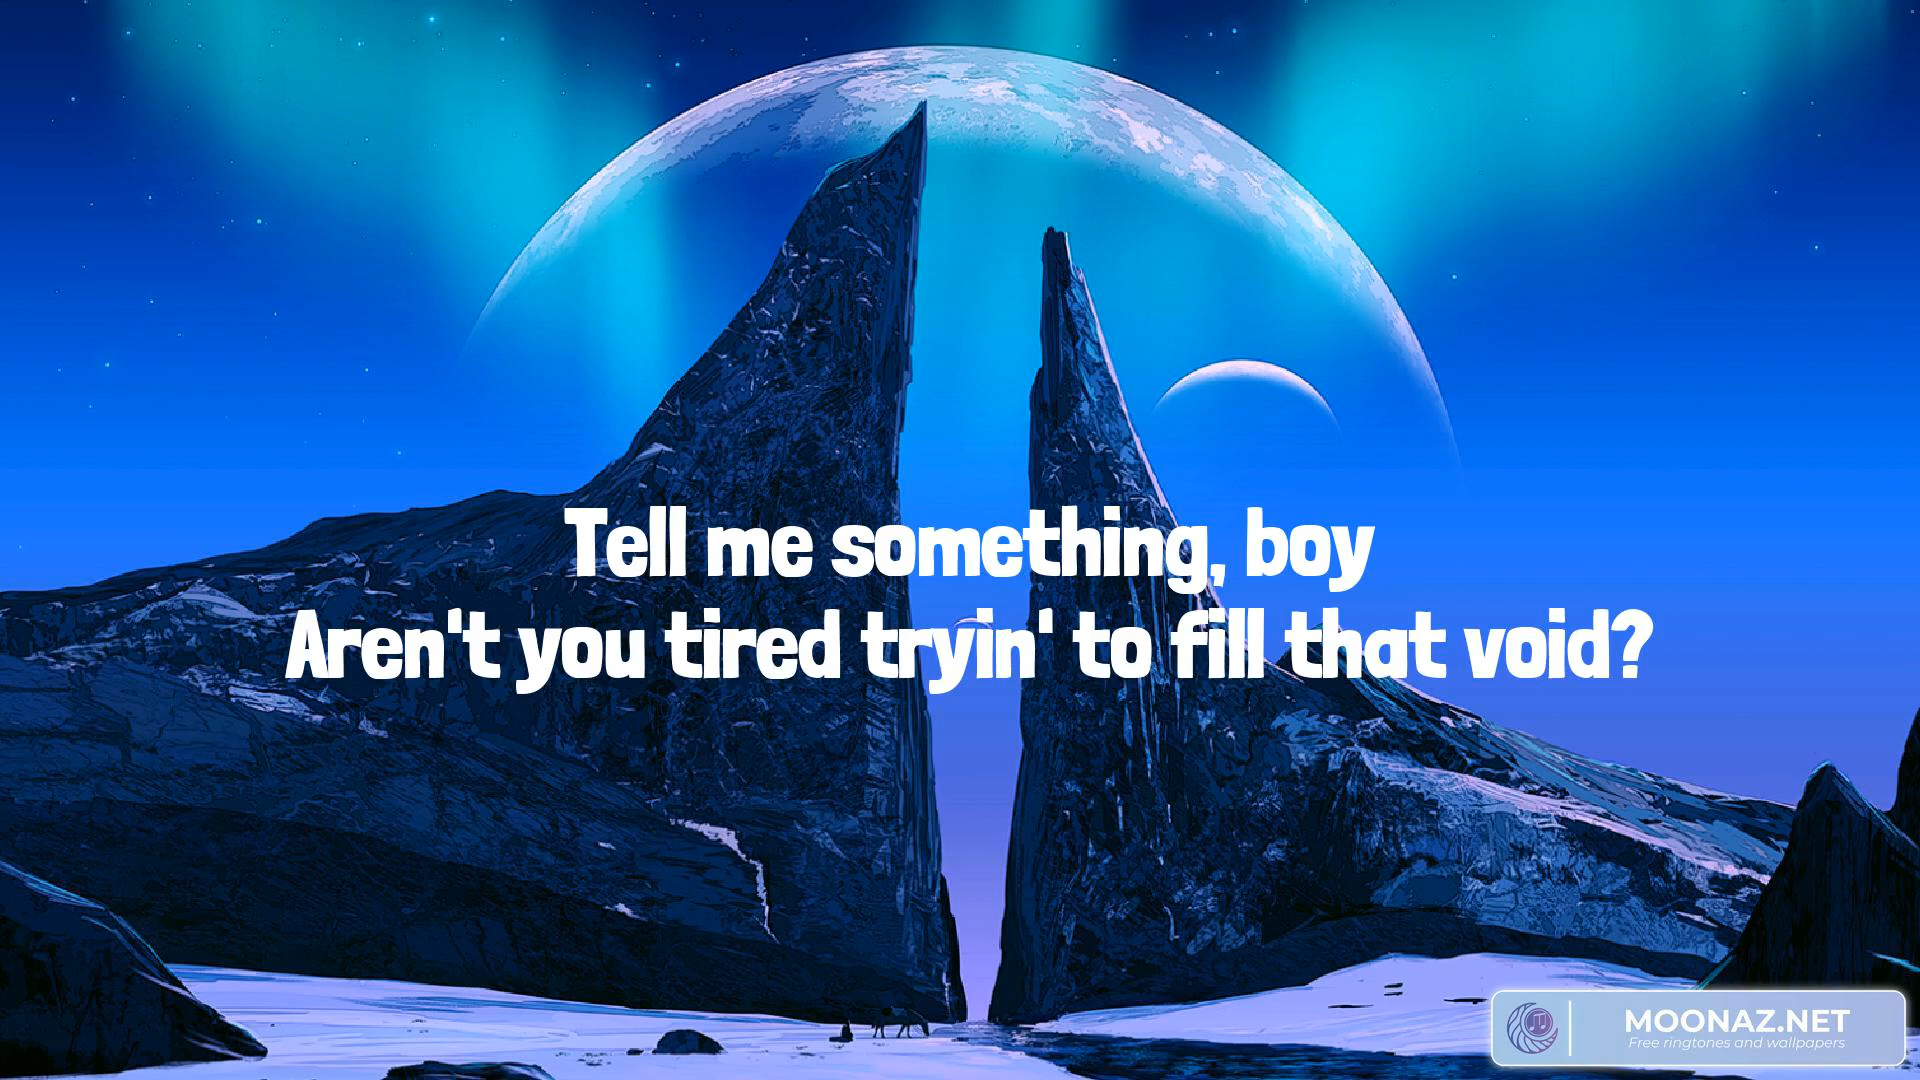 Tell me something, boy
Aren't you tired tryin' to fill that void?
MOONAZ.NET
Free ringtones and wallpapers